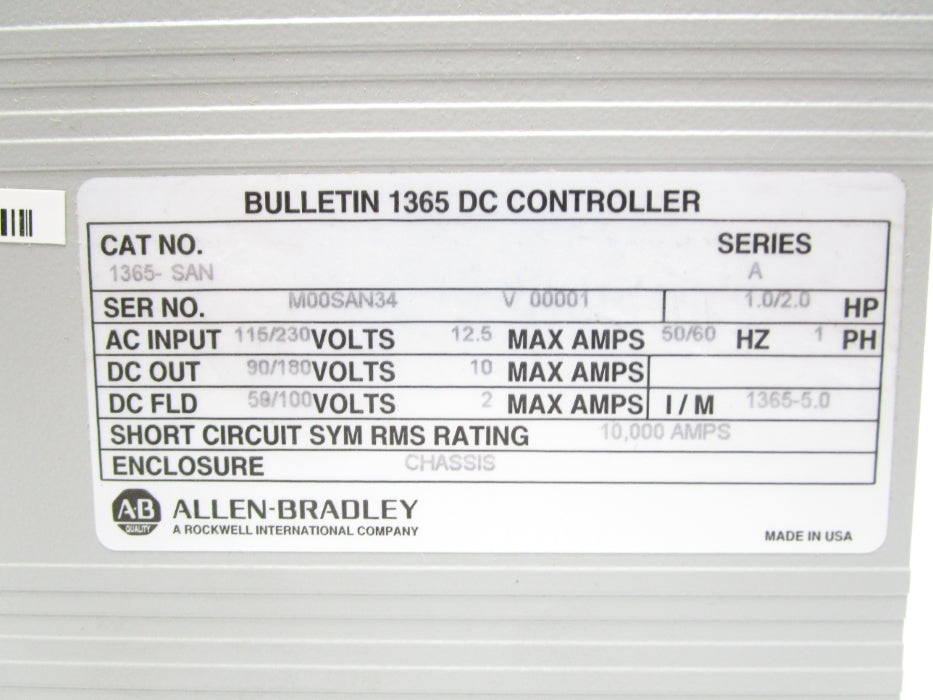 BULLETIN 1365 DC CONTROLLER
CAT NO. SERIES
1365- SAN A
SER NO. M00SAN34 V 00001 1.0/2.0 HP
AC INPUT 115/230 VOLTS 12.5 MAX AMPS 50/60 HZ 1 PH
DC OUT 90/180 VOLTS 10 MAX AMPS
DC FLD 50/100 VOLTS 2 MAX AMPS I / M 1365-5.0
SHORT CIRCUIT SYM RMS RATING 10,000 AMPS
ENCLOSURE CHASSIS
A-B QUALITY ALLEN-BRADLEY
A ROCKWELL INTERNATIONAL COMPANY
MADE IN USA